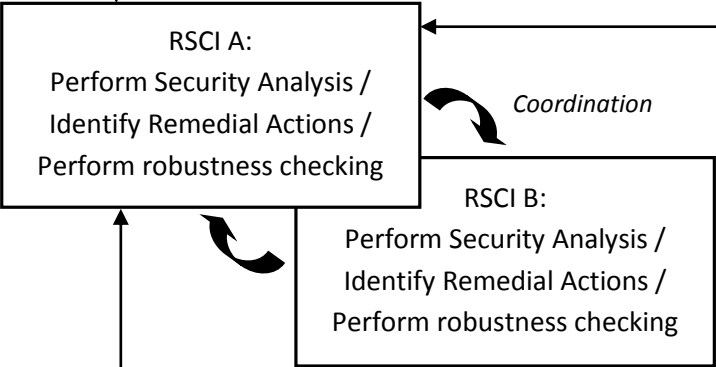 RSCI A:
Perform Security Analysis /
Identify Remedial Actions /
Perform robustness checking
Coordination
RSCI B:
Perform Security Analysis /
Identify Remedial Actions /
Perform robustness checking